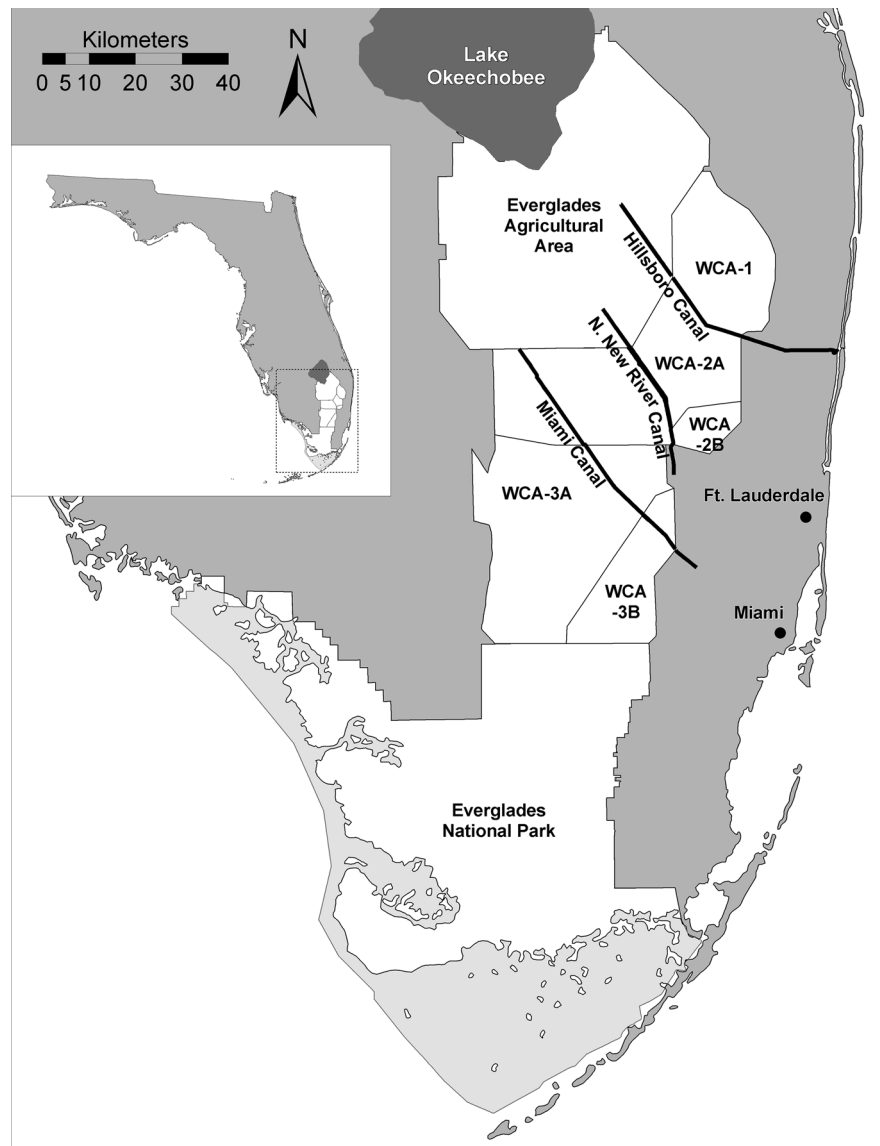 Kilometers
0 5 10 20 30 40
N
Lake
Okeechobee
Everglades
Agricultural
Area
Hillsboro Canal
WCA-1
N. New River Canal
WCA-2A
WCA
-2B
Miami Canal
WCA-3A
Ft. Lauderdale
WCA
-3B
Miami
Everglades
National Park